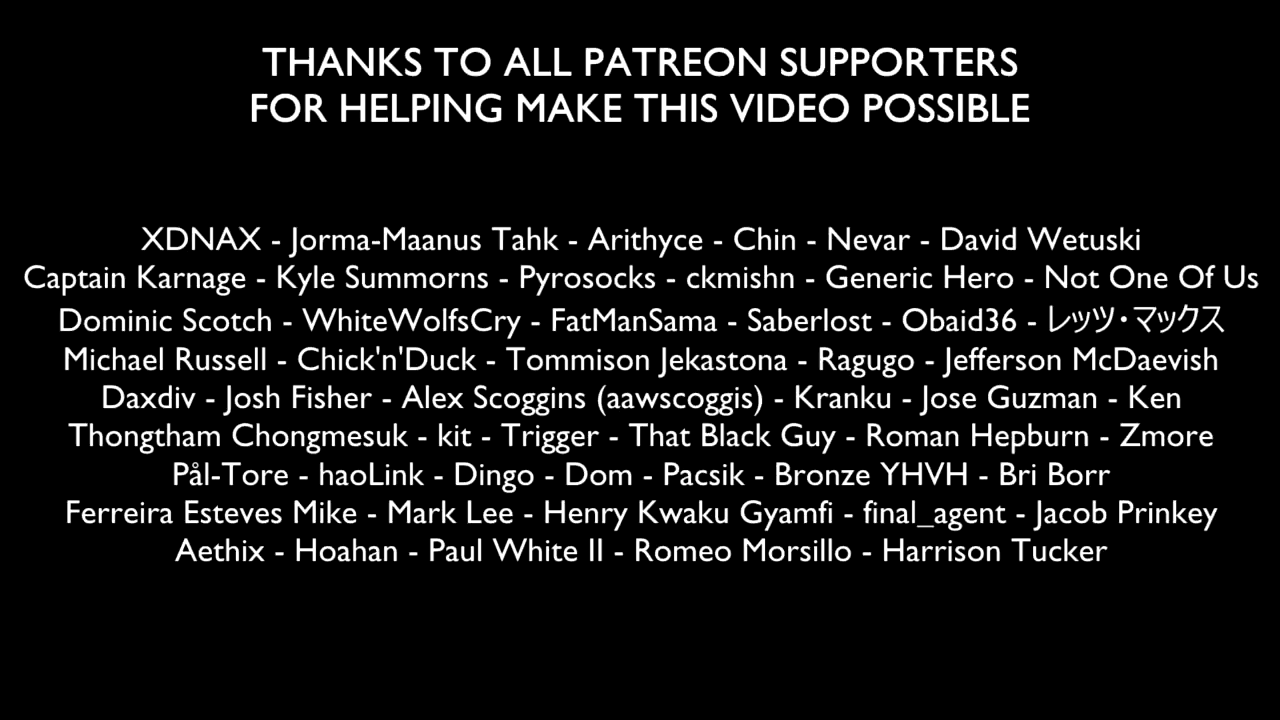 THANKS TO ALL PATREON SUPPORTERS
FOR HELPING MAKE THIS VIDEO POSSIBLE
XDNAX - Jorma-Maanus Tahk - Arithyce - Chin - Nevar - David Wetuski
Captain Karnage - Kyle Summorns - Pyrosocks - ckmishn - Generic Hero - Not One Of Us
Dominic Scotch - WhiteWolfsCry - FatManSama - Saberlost - Obaid36 - レッツ・マックス
Michael Russell - Chick'n'Duck - Tommison Jekastona - Ragugo - Jefferson McDaevish
Daxdiv - Josh Fisher - Alex Scoggins (aawscoggis) - Kranku - Jose Guzman - Ken
Thongtham Chongmesuk - kit - Trigger - That Black Guy - Roman Hepburn - Zmore
Pål-Tore - haoLink - Dingo - Dom - Pacsik - Bronze YHVH - Bri Borr
Ferreira Esteves Mike - Mark Lee - Henry Kwaku Gyamfi - final_agent - Jacob Prinkey
Aethix - Hoahan - Paul White II - Romeo Morsillo - Harrison Tucker